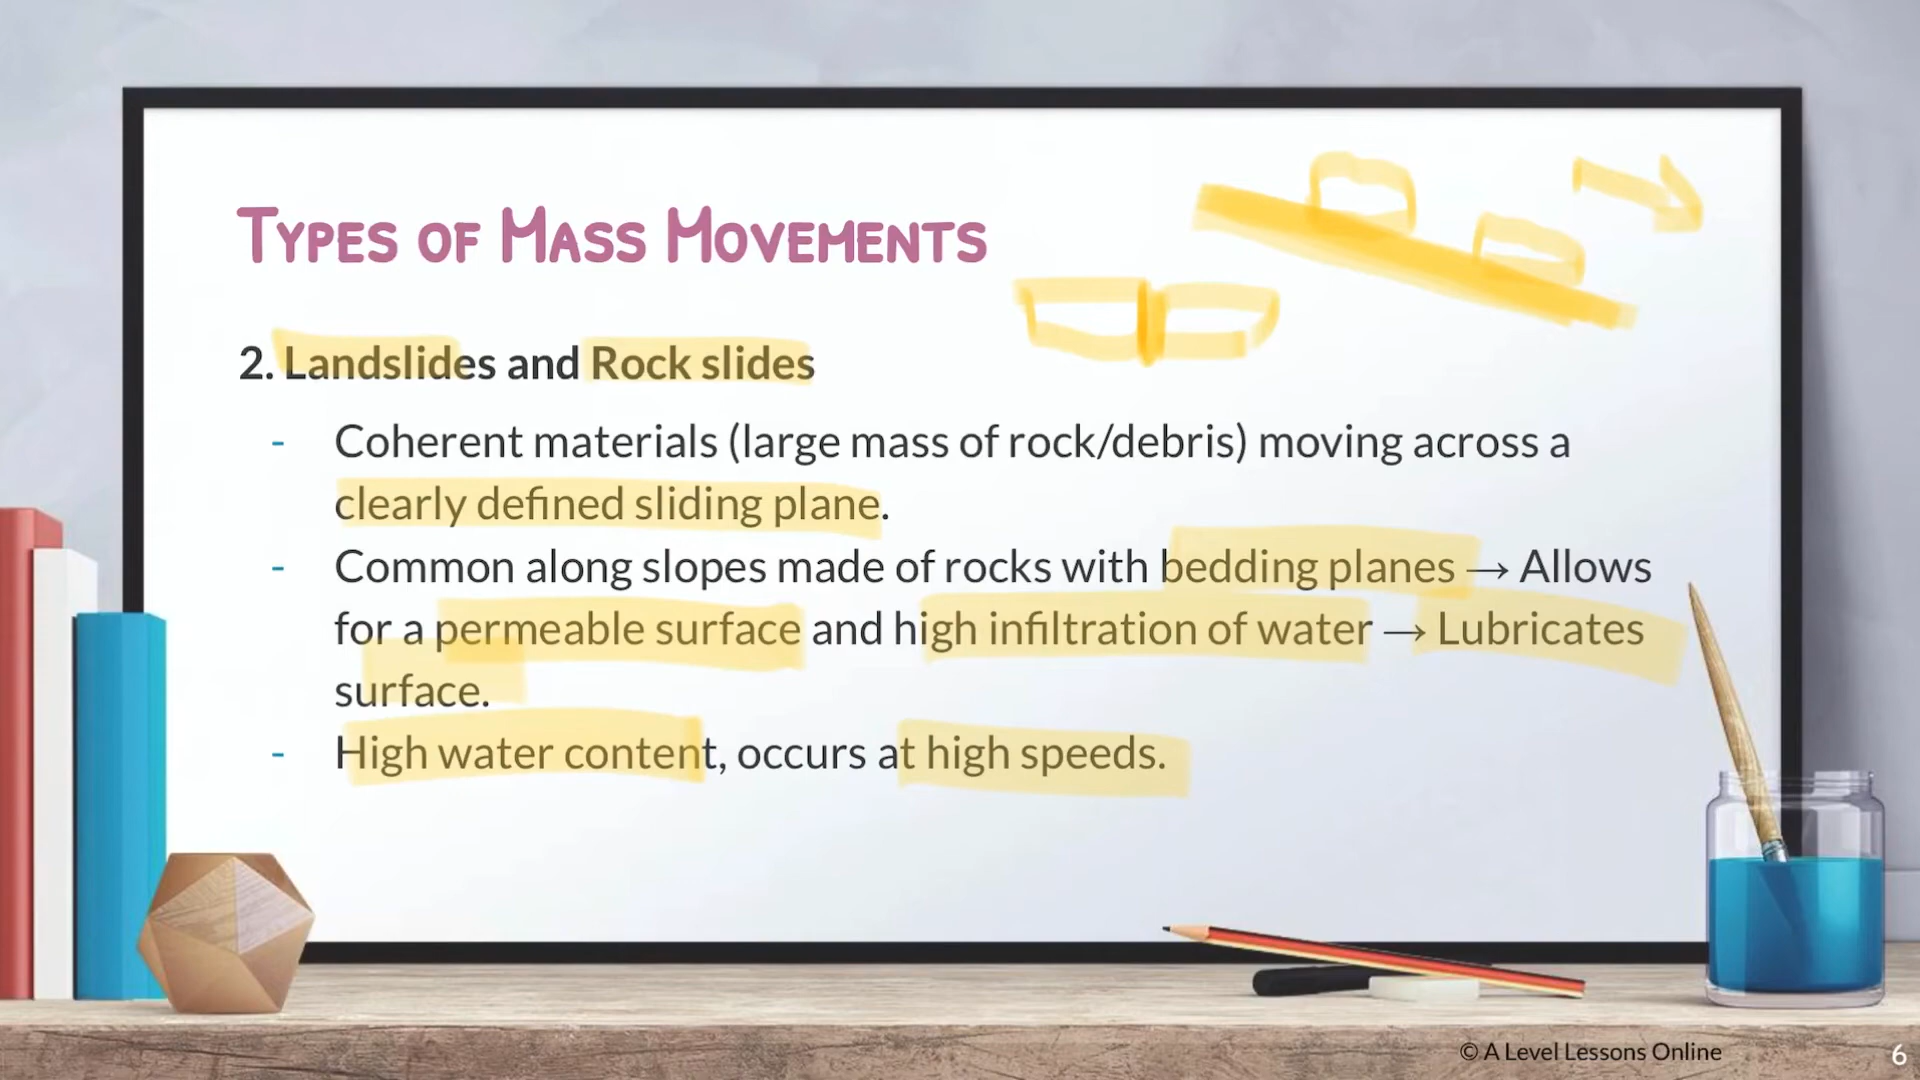 Types of Mass Movements
2. Landslides and Rock slides
- Coherent materials (large mass of rock/debris) moving across a
clearly defined sliding plane.
- Common along slopes made of rocks with bedding planes → Allows
for a permeable surface and high infiltration of water → Lubricates
surface.
- High water content, occurs at high speeds.
© A Level Lessons Online
6